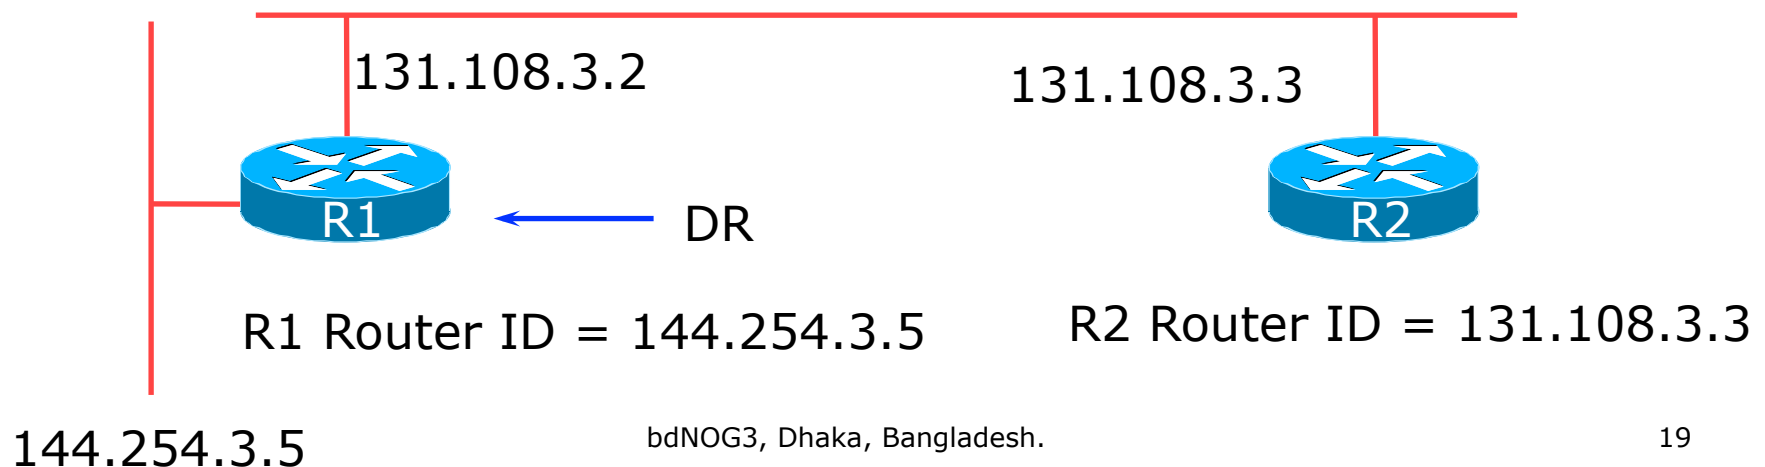 131.108.3.2
131.108.3.3
R1
DR
R2
R1 Router ID = 144.254.3.5
R2 Router ID = 131.108.3.3
144.254.3.5
bdNOG3, Dhaka, Bangladesh.
19